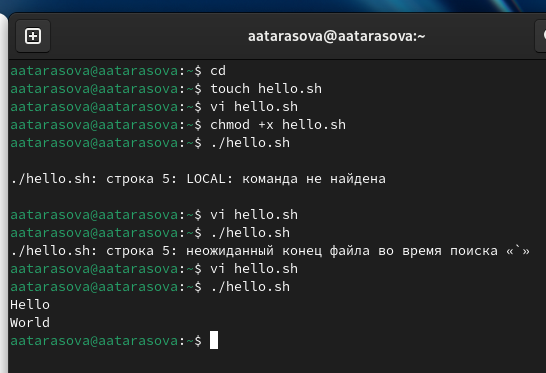 aatarasova@aatarasova:~
aatarasova@aatarasova:~$ cd
aatarasova@aatarasova:~$ touch hello.sh
aatarasova@aatarasova:~$ vi hello.sh
aatarasova@aatarasova:~$ chmod +x hello.sh
aatarasova@aatarasova:~$ ./hello.sh
./hello.sh: строка 5: LOCAL: команда не найдена
aatarasova@aatarasova:~$ vi hello.sh
aatarasova@aatarasova:~$ ./hello.sh
./hello.sh: строка 5: неожиданный конец файла во время поиска «`»
aatarasova@aatarasova:~$ vi hello.sh
aatarasova@aatarasova:~$ ./hello.sh
Hello
World
aatarasova@aatarasova:~$